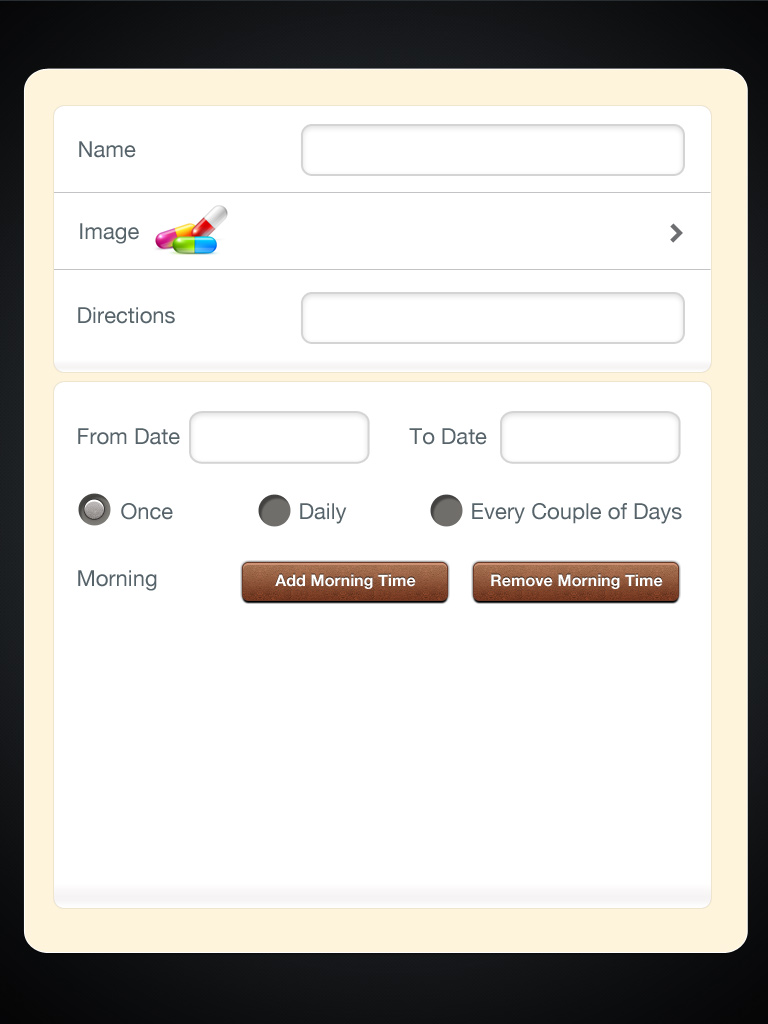 Name
Image
Directions
From Date To Date
Once Daily Every Couple of Days
Morning Add Morning Time Remove Morning Time